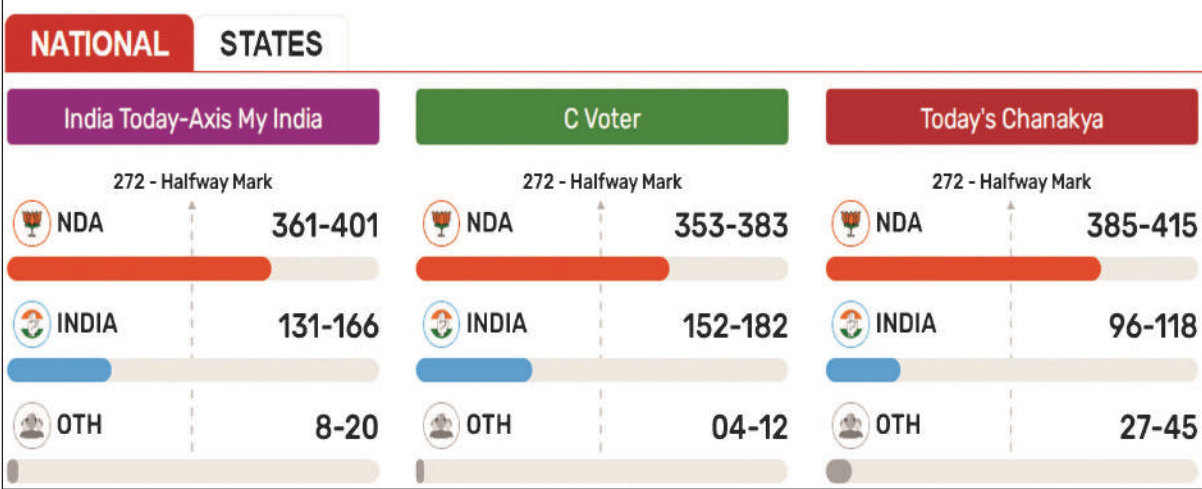 NATIONAL STATES
India Today-Axis My India
272 - Halfway Mark
NDA 361-401
INDIA 131-166
OTH 8-20
C Voter
272 - Halfway Mark
NDA 353-383
INDIA 152-182
OTH 04-12
Today's Chanakya
272 - Halfway Mark
NDA 385-415
INDIA 96-118
OTH 27-45